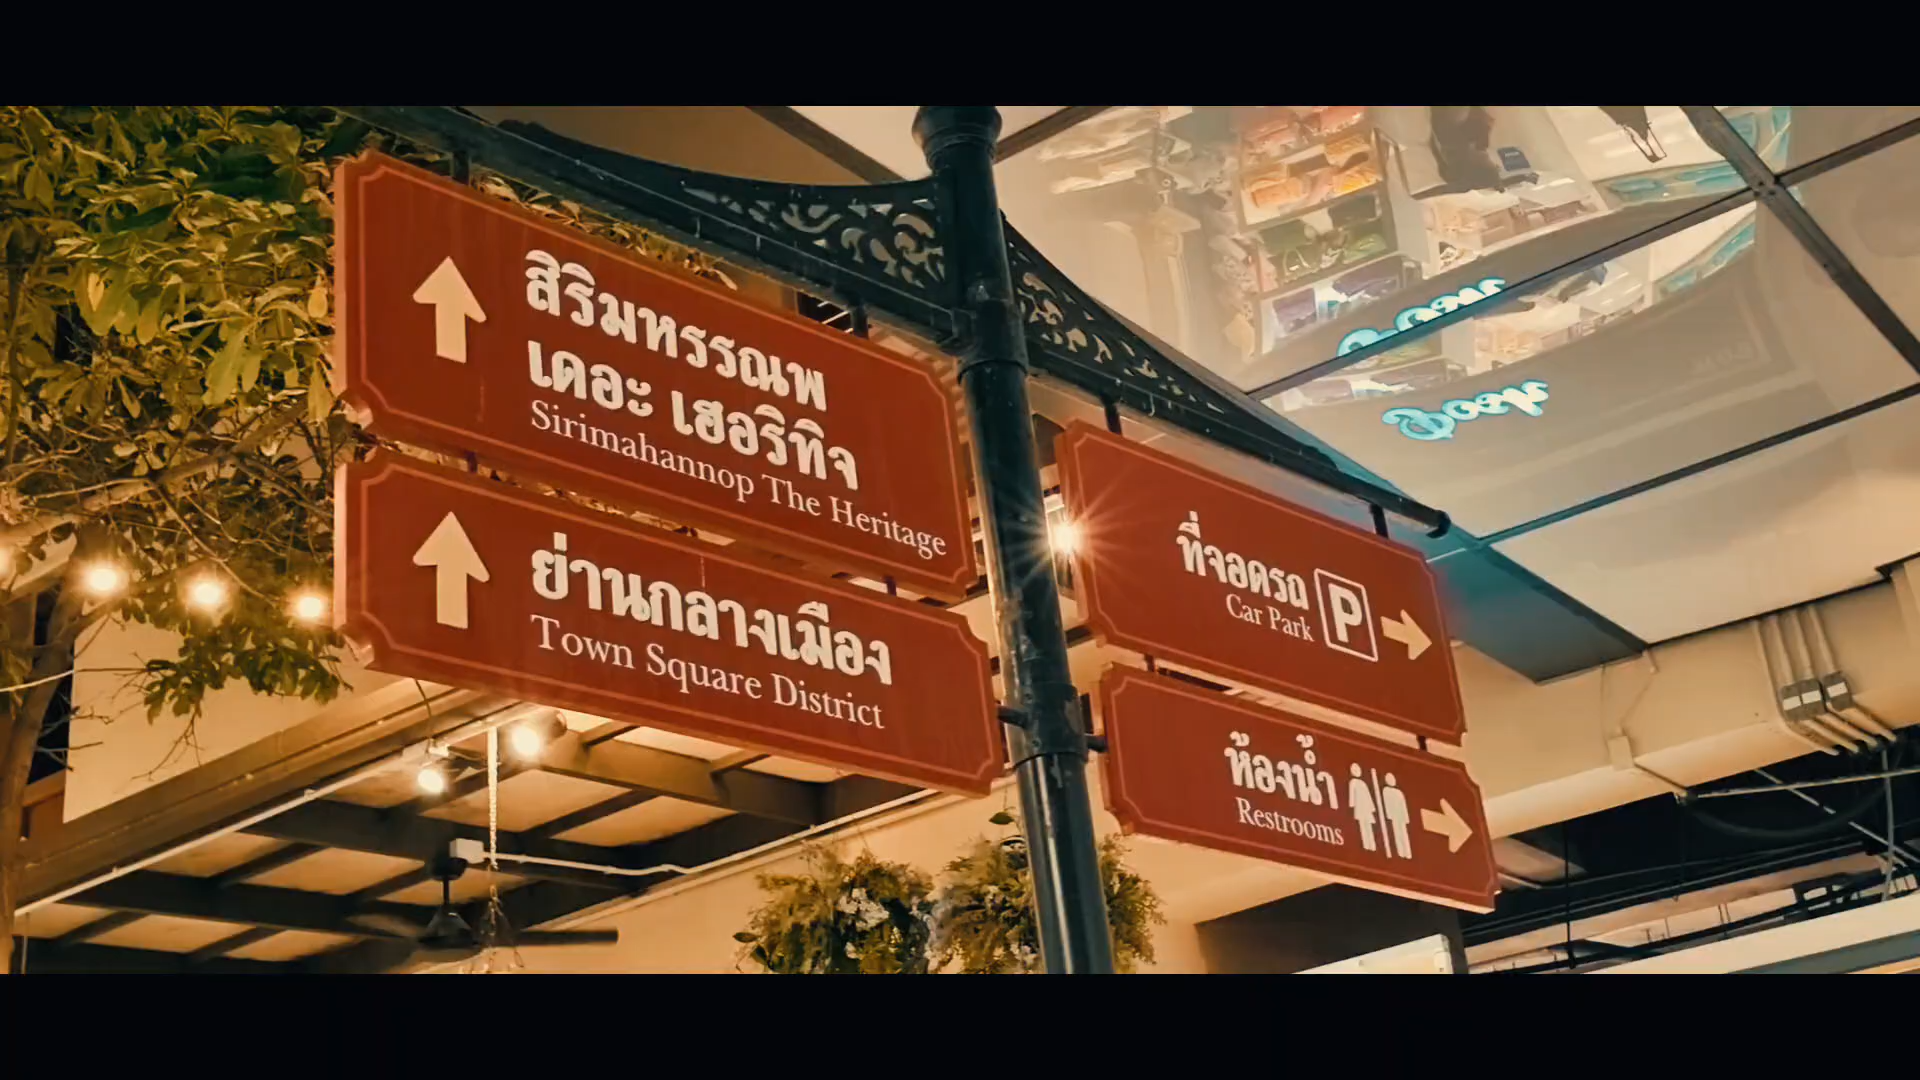 สิริมหรรณพ
เดอะ เฮอริทิจ
Sirimahannop The Heritage
ย่านกลางเมือง
Town Square District
ที่จอดรถ P
Car Park
ห้องน้ำ
Restrooms